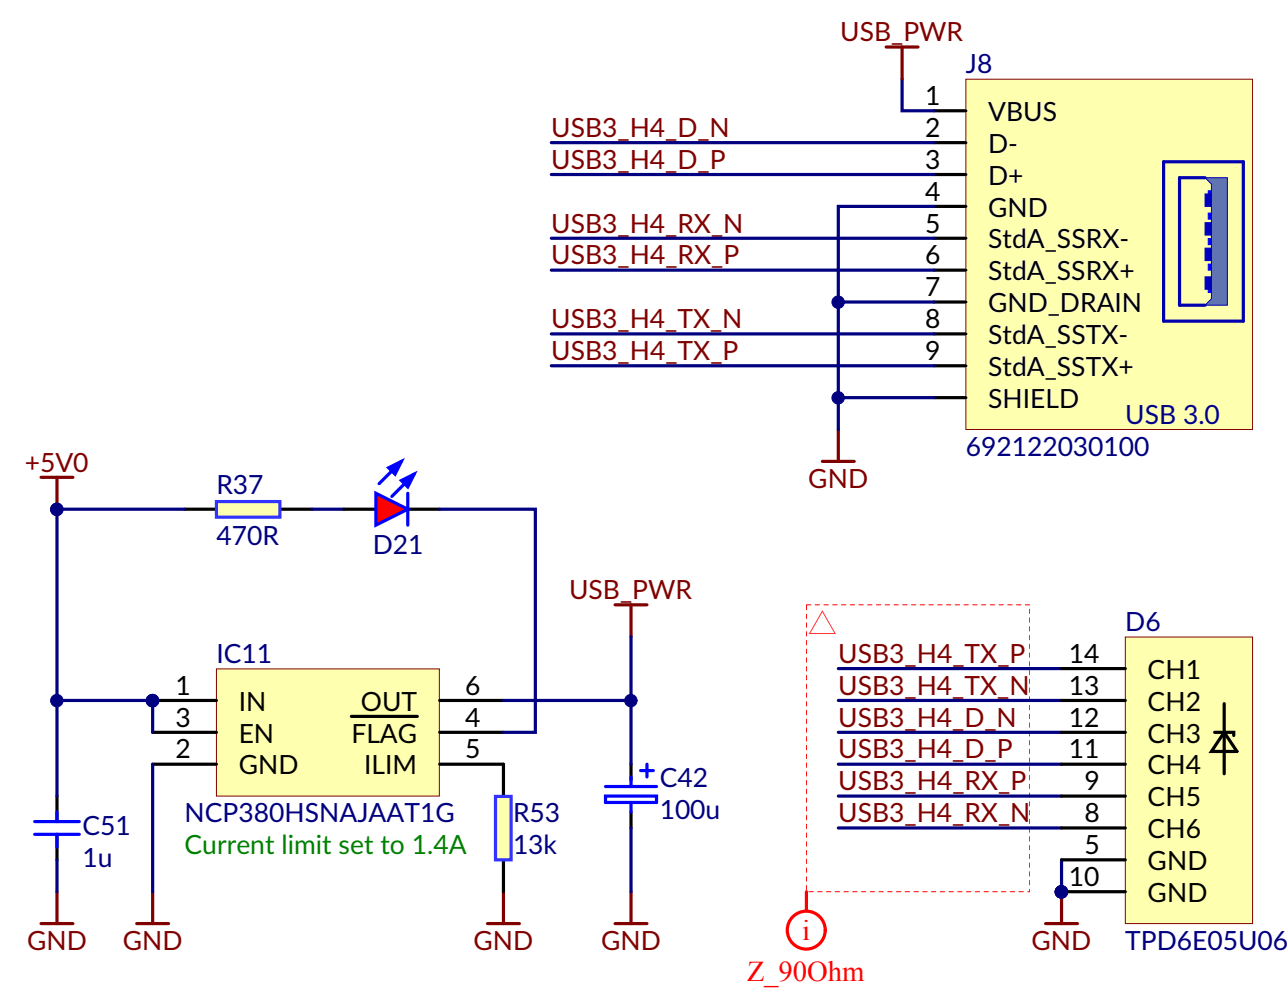 USB_PWR
J8
1 VBUS
USB3_H4_D_N 2 D-
USB3_H4_D_P 3 D+
4 GND
USB3_H4_RX_N 5 StdA_SSRX-
USB3_H4_RX_P 6 StdA_SSRX+
7 GND_DRAIN
USB3_H4_TX_N 8 StdA_SSTX-
USB3_H4_TX_P 9 StdA_SSTX+
SHIELD
USB 3.0
692122030100
GND
+5V0
R37
470R
D21
USB_PWR
IC11
1 IN OUT 6
3 EN FLAG 4
2 GND ILIM 5
NCP380HSNAJAAT1G
Current limit set to 1.4A
C51
1u
R53
13k
+ C42
100u
GND
GND
GND
GND
D6
USB3_H4_TX_P 14 CH1
USB3_H4_TX_N 13 CH2
USB3_H4_D_N 12 CH3
USB3_H4_D_P 11 CH4
USB3_H4_RX_P 9 CH5
USB3_H4_RX_N 8 CH6
5 GND
10 GND
GND
TPD6E05U06
i
Z_90Ohm